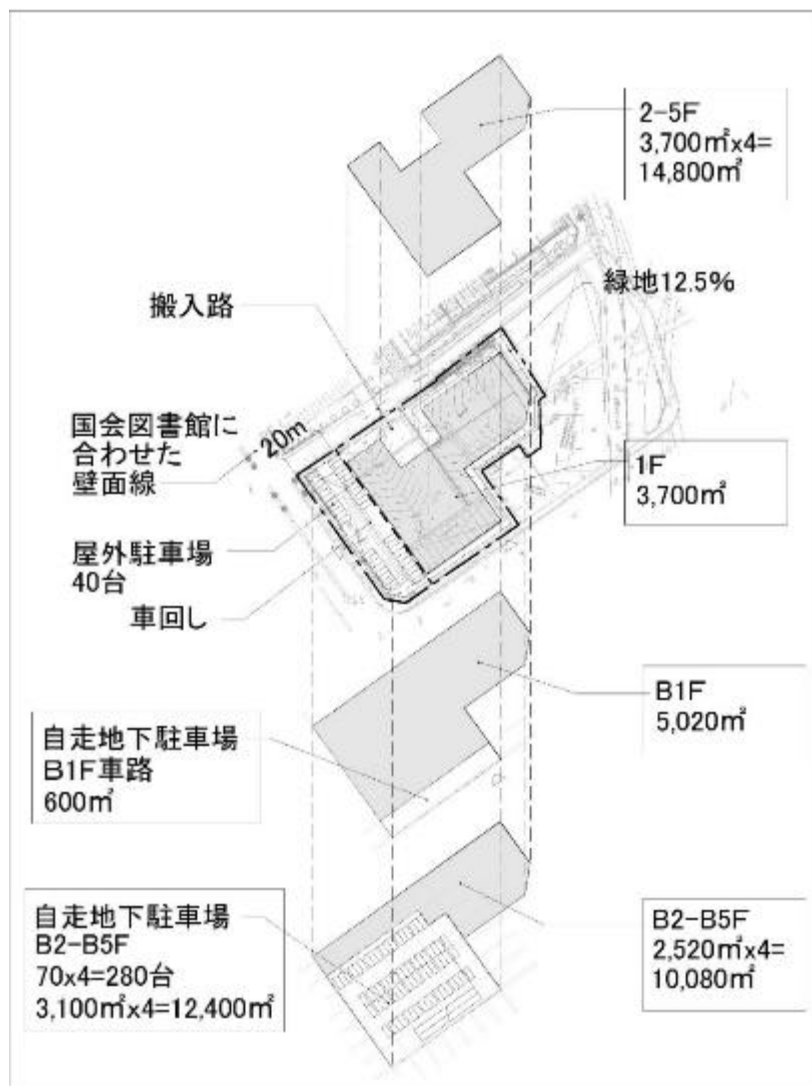 2-5F
3,700㎡x4=
14,800㎡
緑地12.5%
搬入路
国会図書館に
合わせた
壁面線
20m
1F
3,700㎡
屋外駐車場
40台
車回し
B1F
5,020㎡
自走地下駐車場
B1F車路
600㎡
自走地下駐車場
B2-B5F
70x4=280台
3,100㎡x4=12,400㎡
B2-B5F
2,520㎡x4=
10,080㎡